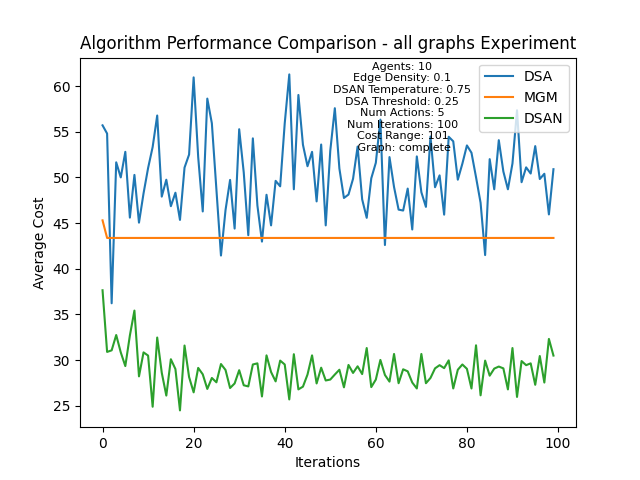 Algorithm Performance Comparison - all graphs Experiment
Agents: 10
Edge Density: 0.1
DSAN Temperature: 0.75
DSA Threshold: 0.25
Num Actions: 5
Num Iterations: 100
Cost Range: 101
Graph: complete
DSA
MGM
DSAN
60
55
50
45
40
35
30
25
Average Cost
0
20
40
60
80
100
Iterations